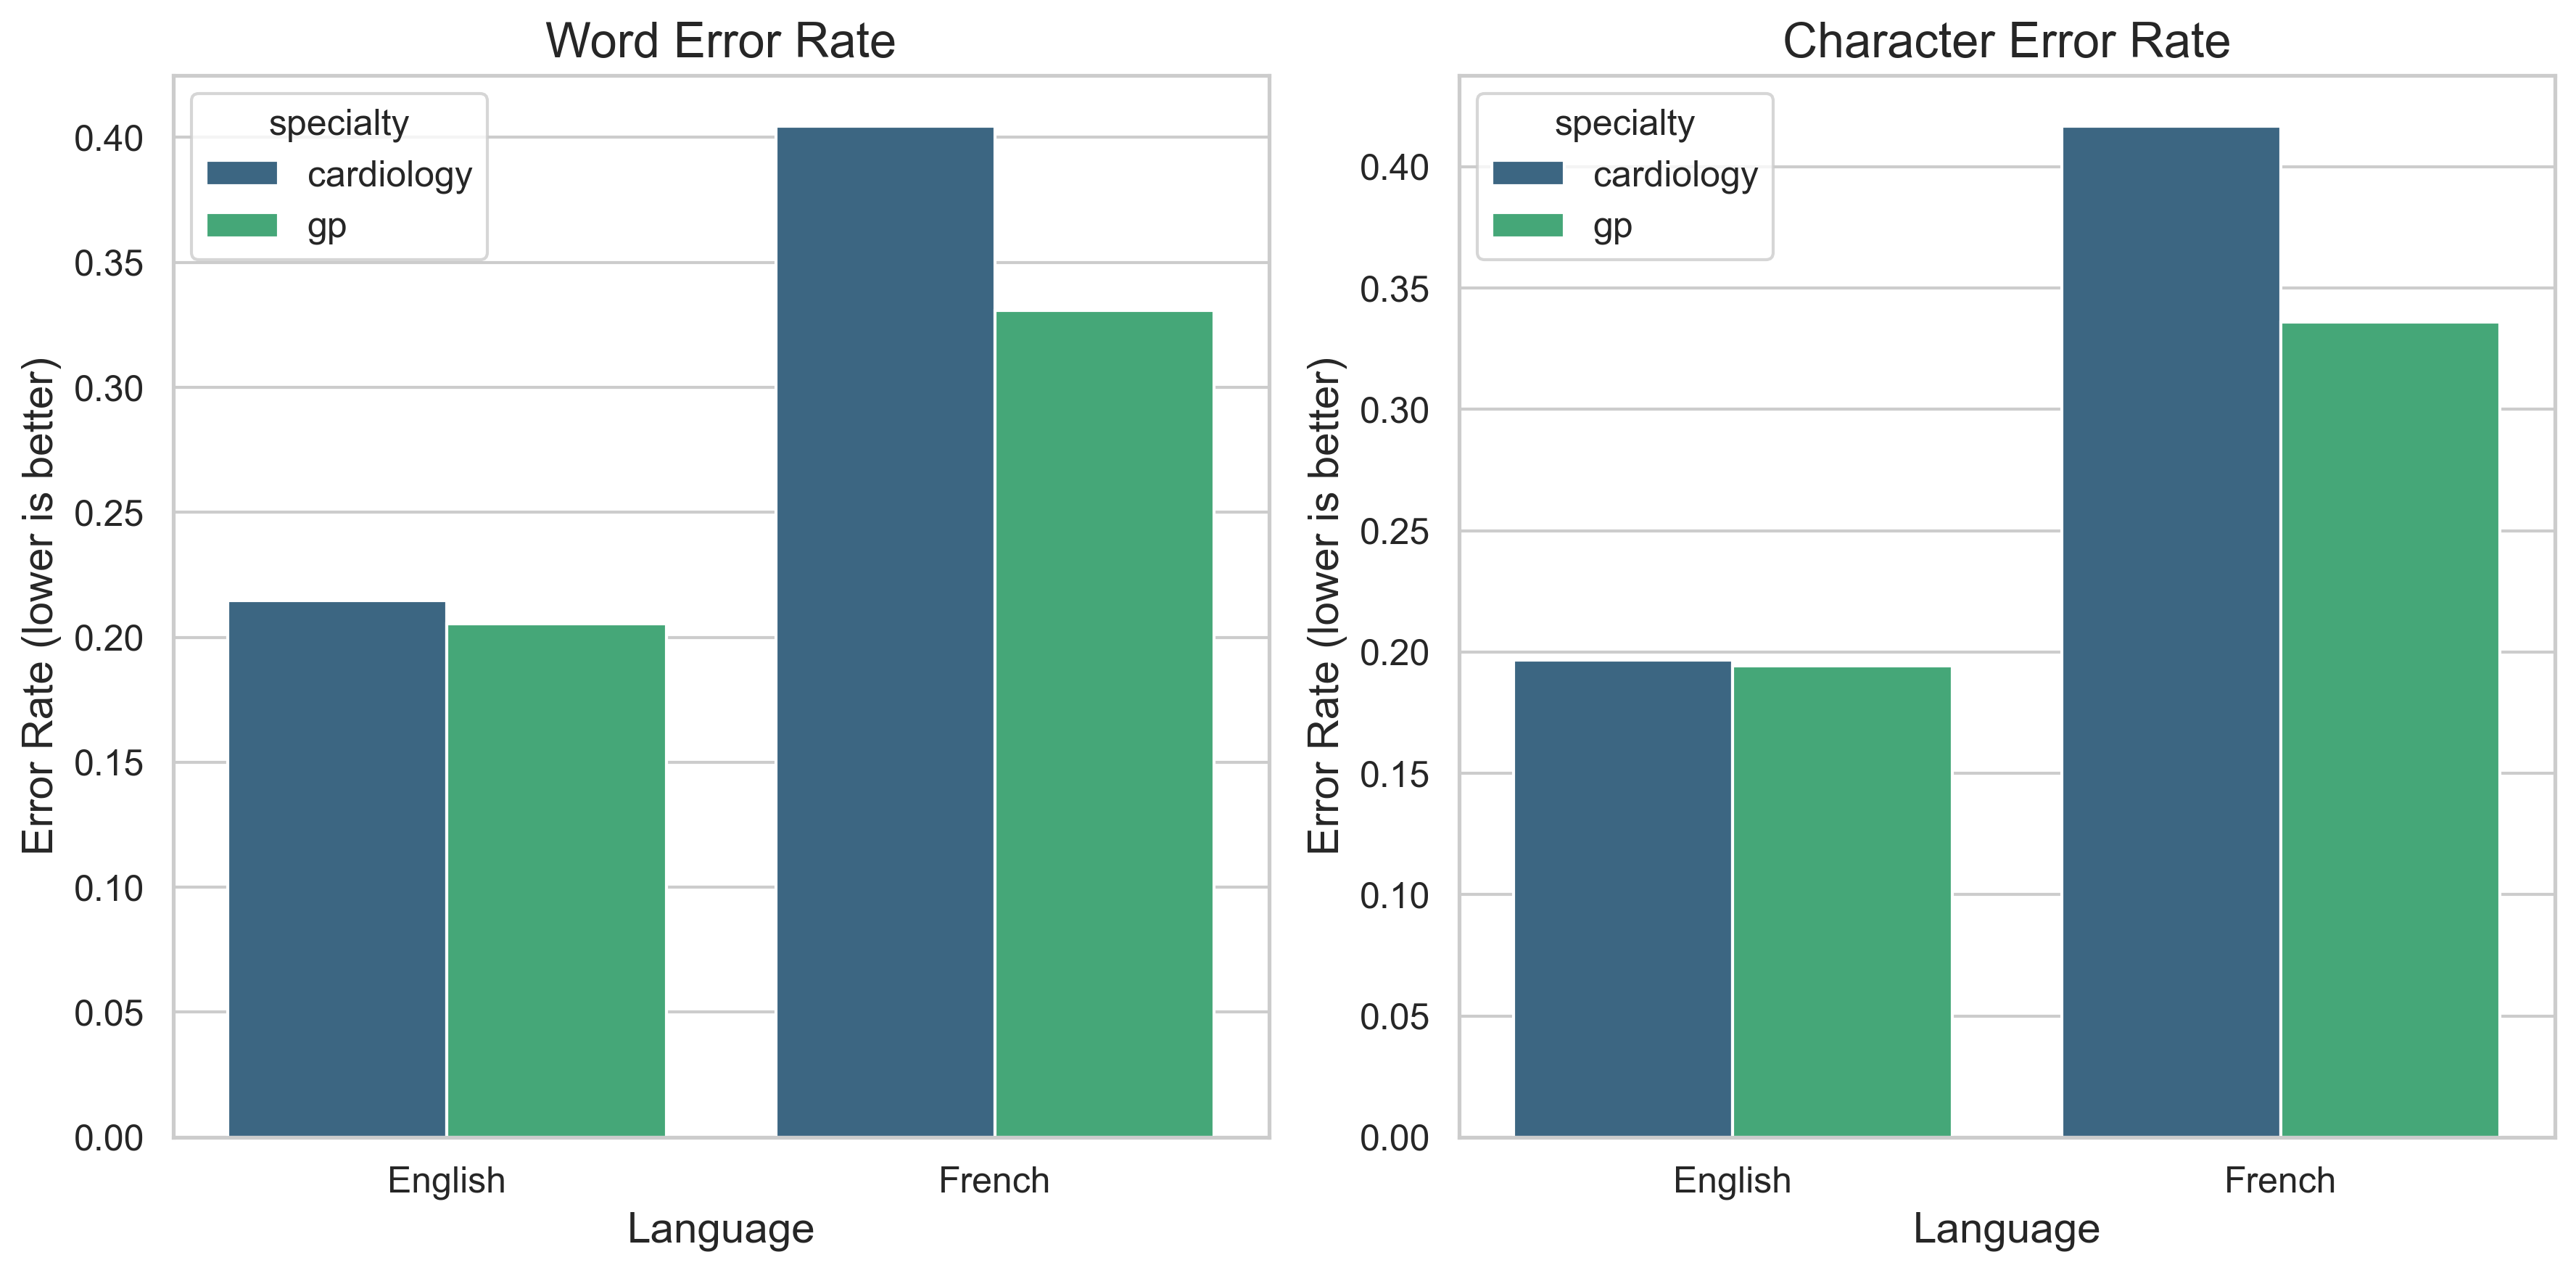 Word Error Rate
Error Rate (lower is better)
0.40
0.35
0.30
0.25
0.20
0.15
0.10
0.05
0.00
specialty
cardiology
gp
English French
Language
Character Error Rate
Error Rate (lower is better)
0.40
0.35
0.30
0.25
0.20
0.15
0.10
0.05
0.00
specialty
cardiology
gp
English French
Language